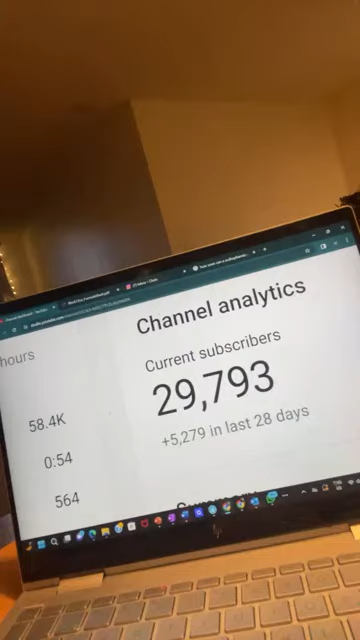 Channel analytics
hours
Current subscribers
29,793
58.4K
+5,279 in last 28 days
0:54
564